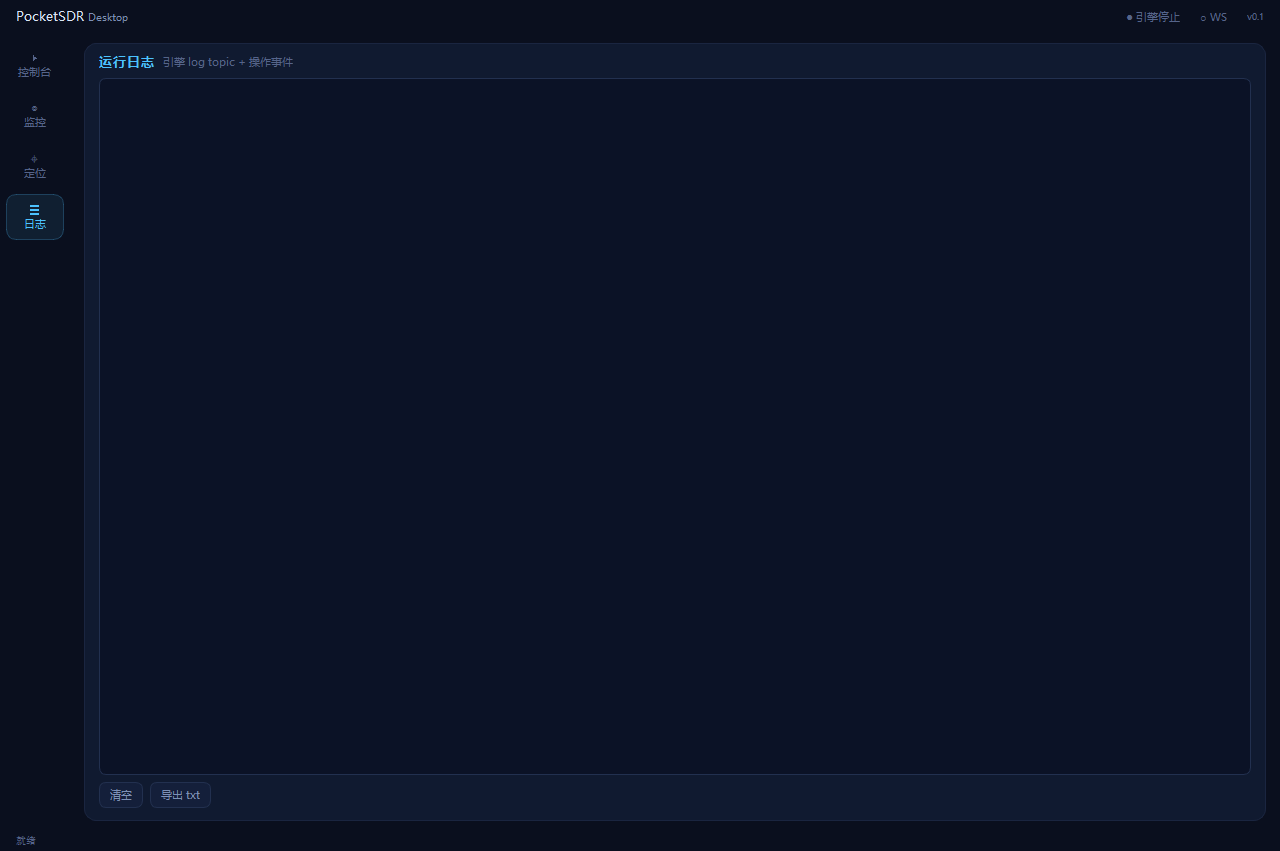 PocketSDR Desktop
引擎停止 WS v0.1
控制台
监控
定位
日志
运行日志 引擎 log topic + 操作事件
清空 导出 txt
就绪